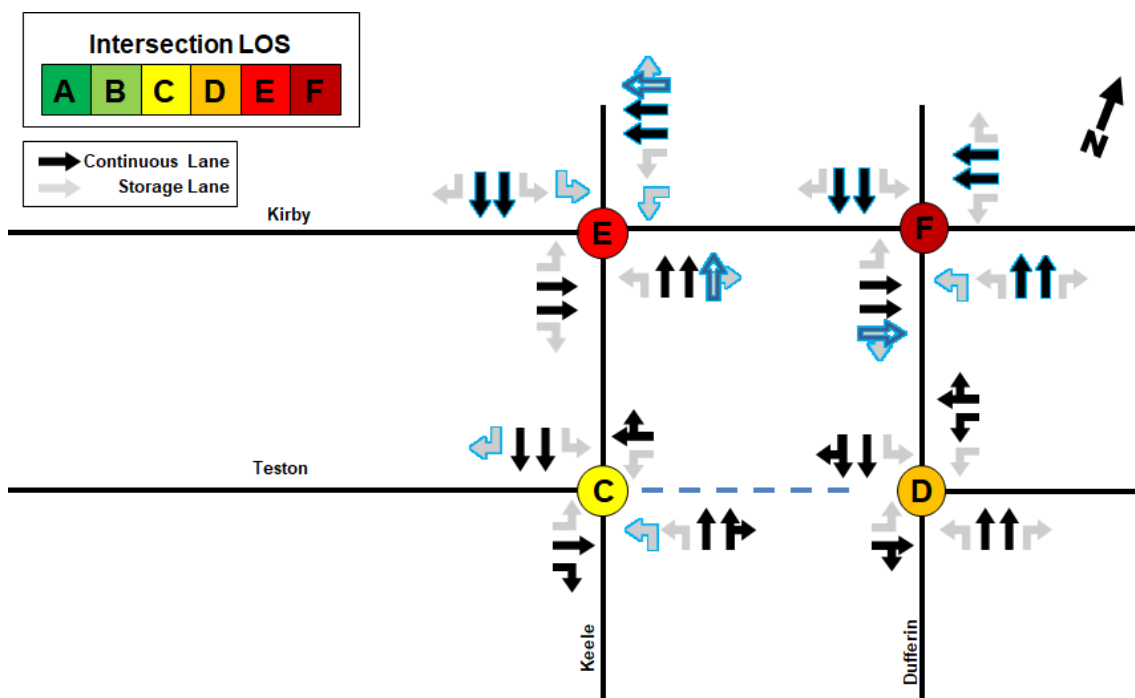 Intersection LOS
A B C D E F
Continuous Lane
Storage Lane
N
Kirby
E
F
Teston
C
D
Keele
Dufferin